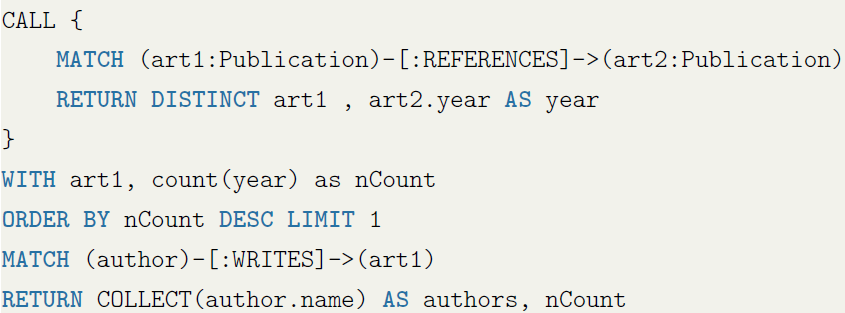 CALL {
    MATCH (art1:Publication)-[:REFERENCES]->(art2:Publication)
    RETURN DISTINCT art1 , art2.year AS year
}
WITH art1, count(year) as nCount
ORDER BY nCount DESC LIMIT 1
MATCH (author)-[:WRITES]->(art1)
RETURN COLLECT(author.name) AS authors, nCount